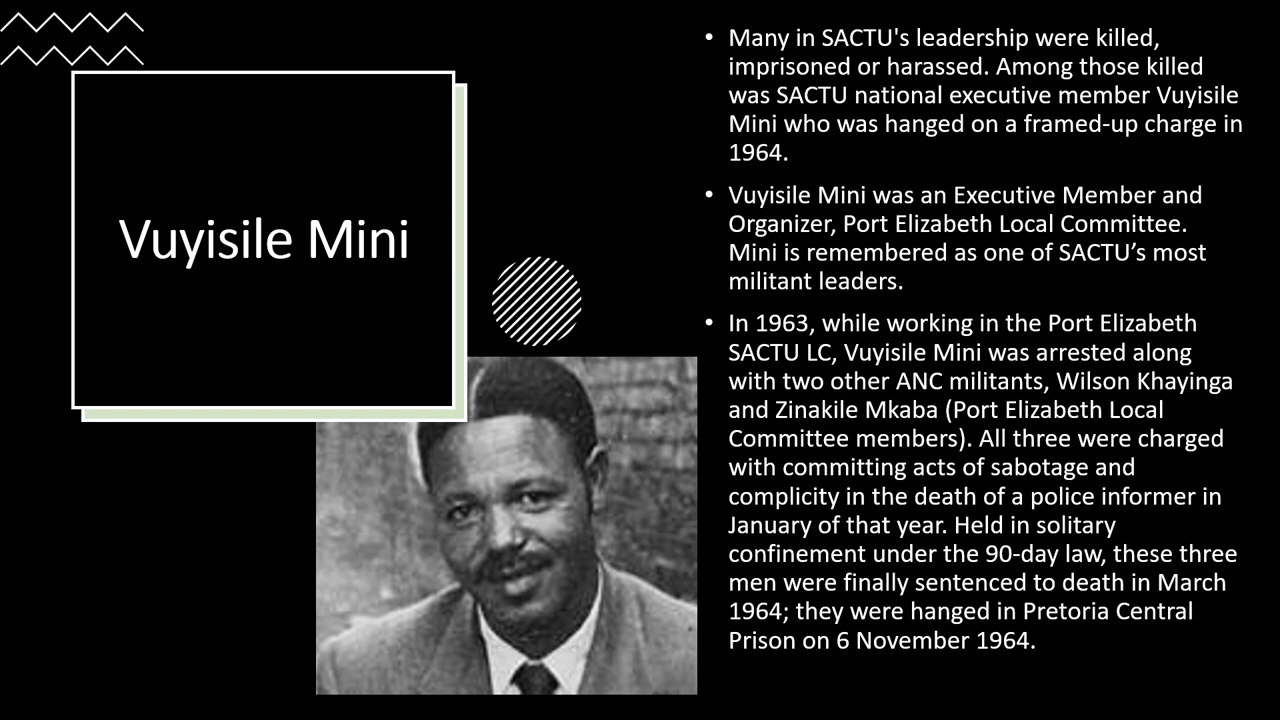 Vuyisile Mini
• Many in SACTU's leadership were killed,
imprisoned or harassed. Among those killed
was SACTU national executive member Vuyisile
Mini who was hanged on a framed-up charge in
1964.
• Vuyisile Mini was an Executive Member and
Organizer, Port Elizabeth Local Committee.
Mini is remembered as one of SACTU’s most
militant leaders.
• In 1963, while working in the Port Elizabeth
SACTU LC, Vuyisile Mini was arrested along
with two other ANC militants, Wilson Khayinga
and Zinakile Mkaba (Port Elizabeth Local
Committee members). All three were charged
with committing acts of sabotage and
complicity in the death of a police informer in
January of that year. Held in solitary
confinement under the 90-day law, these three
men were finally sentenced to death in March
1964; they were hanged in Pretoria Central
Prison on 6 November 1964.